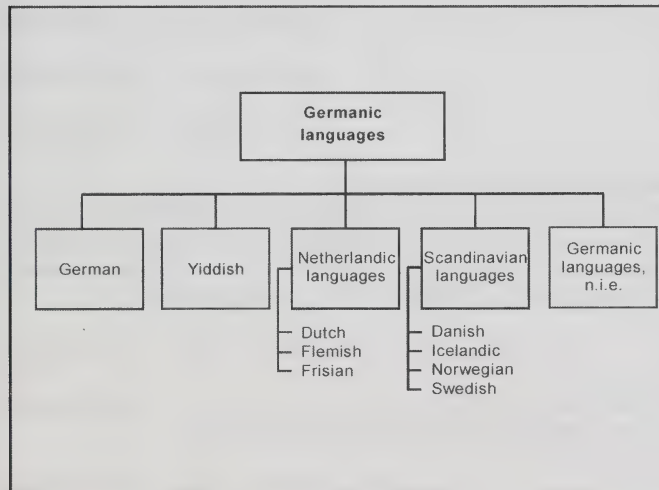 Germanic
languages
German
Yiddish
Netherlandic
languages
Dutch
Flemish
Frisian
Scandinavian
languages
Danish
Icelandic
Norwegian
Swedish
Germanic
languages,
n.i.e.